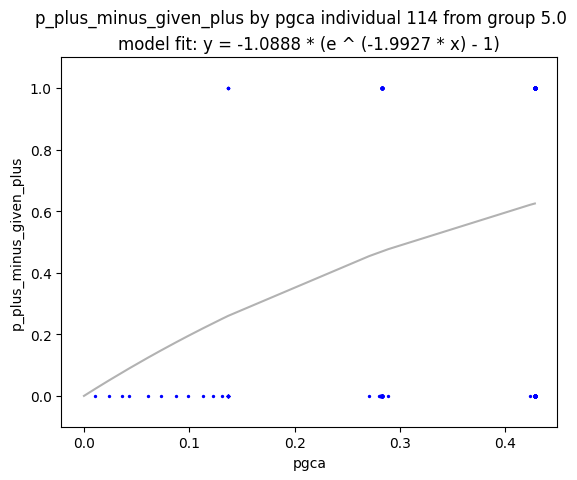 p_plus_minus_given_plus by pgca individual 114 from group 5.0
model fit: y = -1.0888 * (e ^ (-1.9927 * x) - 1)
1.0
0.8
0.6
0.4
0.2
0.0
p_plus_minus_given_plus
0.0 0.1 0.2 0.3 0.4
pgca